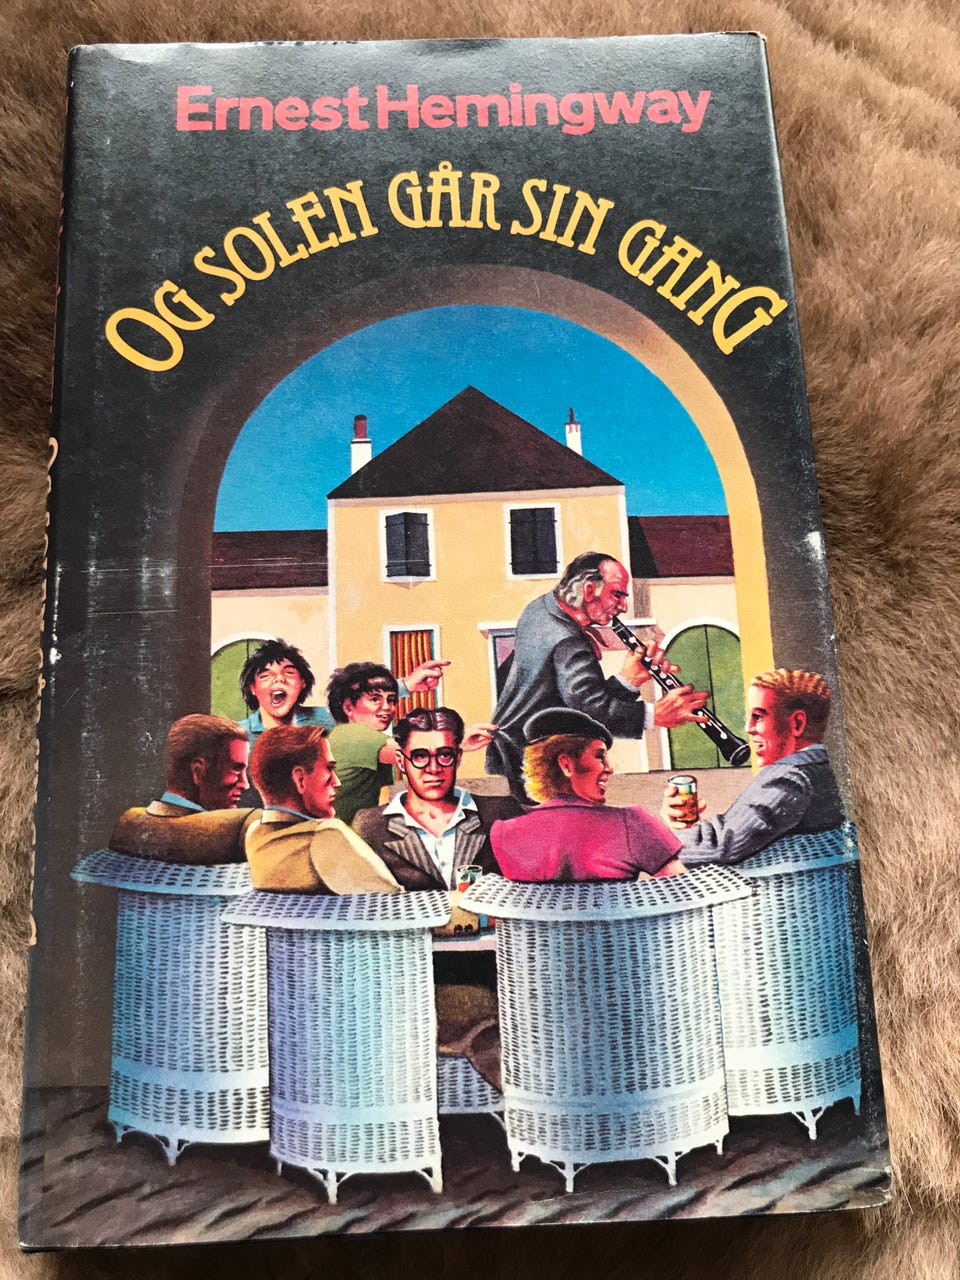 Ernest Hemingway
OG SOLEN GÅR SIN GANG